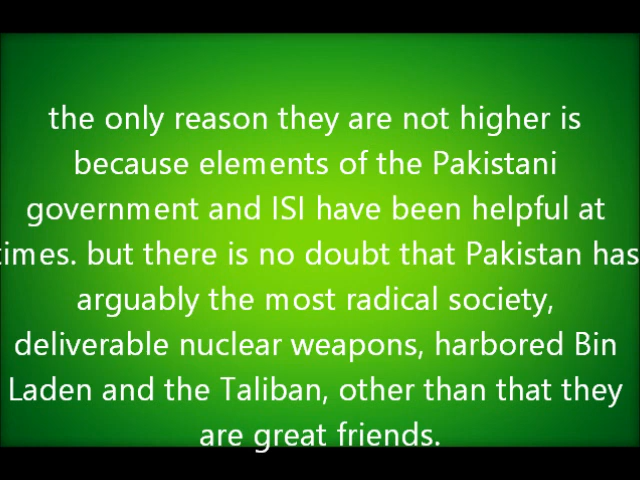 the only reason they are not higher is
because elements of the Pakistani
government and ISI have been helpful at
times. but there is no doubt that Pakistan has
arguably the most radical society,
deliverable nuclear weapons, harbored Bin
Laden and the Taliban, other than that they
are great friends.